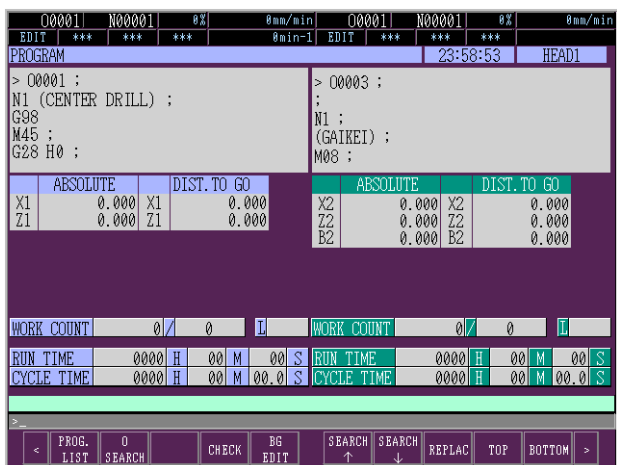 O0001 N00001 0% 0mm/min O0001 N00001 0% 0mm/min
EDIT *** *** *** 0min-1 EDIT *** *** ***
PROGRAM 23:58:53 HEAD1
> O0001 ;
N1 (CENTER DRILL) ;
G98
M45 ;
G28 H0 ;
> O0003 ;
;
N1 ;
(GAIKEI) ;
M08 ;
ABSOLUTE DIST.TO GO
X1 0.000 X1 0.000
Z1 0.000 Z1 0.000
ABSOLUTE DIST.TO GO
X2 0.000 X2 0.000
Z2 0.000 Z2 0.000
B2 0.000 B2 0.000
WORK COUNT 0 / 0 L WORK COUNT 0 / 0 L
RUN TIME 0000 H 00 M 00 S RUN TIME 0000 H 00 M 00 S
CYCLE TIME 0000 H 00 M 00.0 S CYCLE TIME 0000 H 00 M 00.0 S
>_
< PROG. LIST O SEARCH CHECK BG EDIT SEARCH ↑ SEARCH ↓ REPLAC TOP BOTTOM >